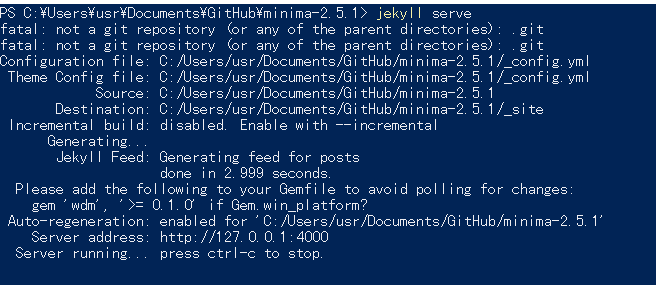 PS C:¥Users¥usr¥Documents¥GitHub¥minima-2.5.1> jekyll serve
fatal: not a git repository (or any of the parent directories): .git
fatal: not a git repository (or any of the parent directories): .git
Configuration file: C:/Users/usr/Documents/GitHub/minima-2.5.1/_config.yml
Theme Config file: C:/Users/usr/Documents/GitHub/minima-2.5.1/_config.yml
Source: C:/Users/usr/Documents/GitHub/minima-2.5.1
Destination: C:/Users/usr/Documents/GitHub/minima-2.5.1/_site
Incremental build: disabled. Enable with --incremental
Generating...
Jekyll Feed: Generating feed for posts
done in 2.999 seconds.
Please add the following to your Gemfile to avoid polling for changes:
gem 'wdm', '>= 0.1.0' if Gem.win_platform?
Auto-regeneration: enabled for 'C:/Users/usr/Documents/GitHub/minima-2.5.1'
Server address: http://127.0.0.1:4000
Server running... press ctrl-c to stop.